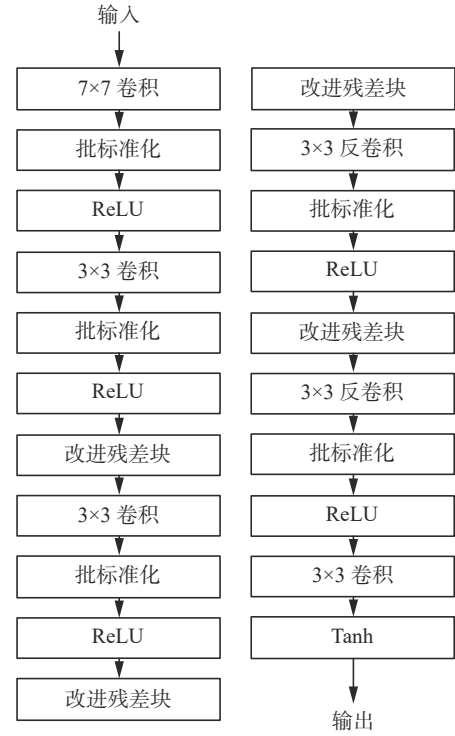 输入
7×7 卷积
批标准化
ReLU
3×3 卷积
批标准化
ReLU
改进残差块
3×3 卷积
批标准化
ReLU
改进残差块
改进残差块
3×3 反卷积
批标准化
ReLU
改进残差块
3×3 反卷积
批标准化
ReLU
3×3 卷积
Tanh
输出